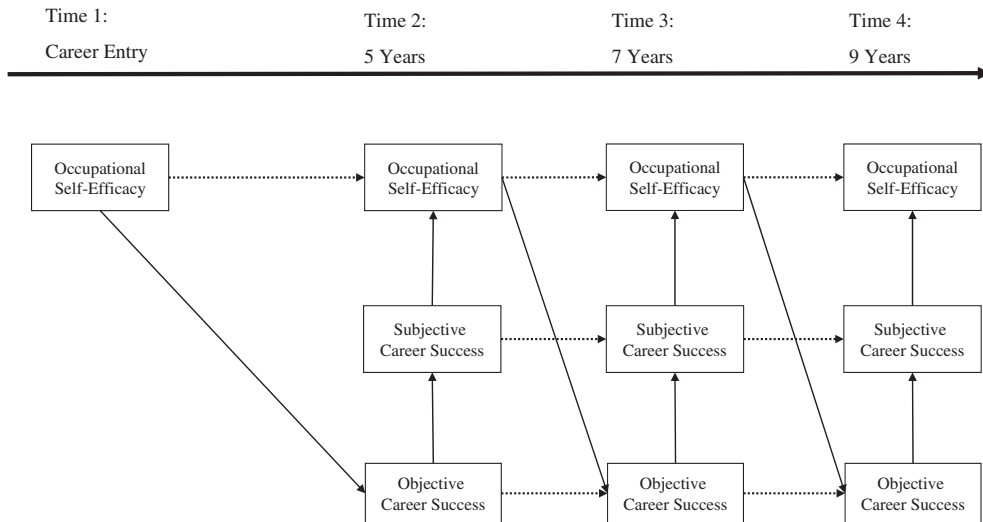 Time 1:
Career Entry
Time 2:
5 Years
Time 3:
7 Years
Time 4:
9 Years
Occupational
Self-Efficacy
Occupational
Self-Efficacy
Occupational
Self-Efficacy
Occupational
Self-Efficacy
Subjective
Career Success
Subjective
Career Success
Subjective
Career Success
Objective
Career Success
Objective
Career Success
Objective
Career Success